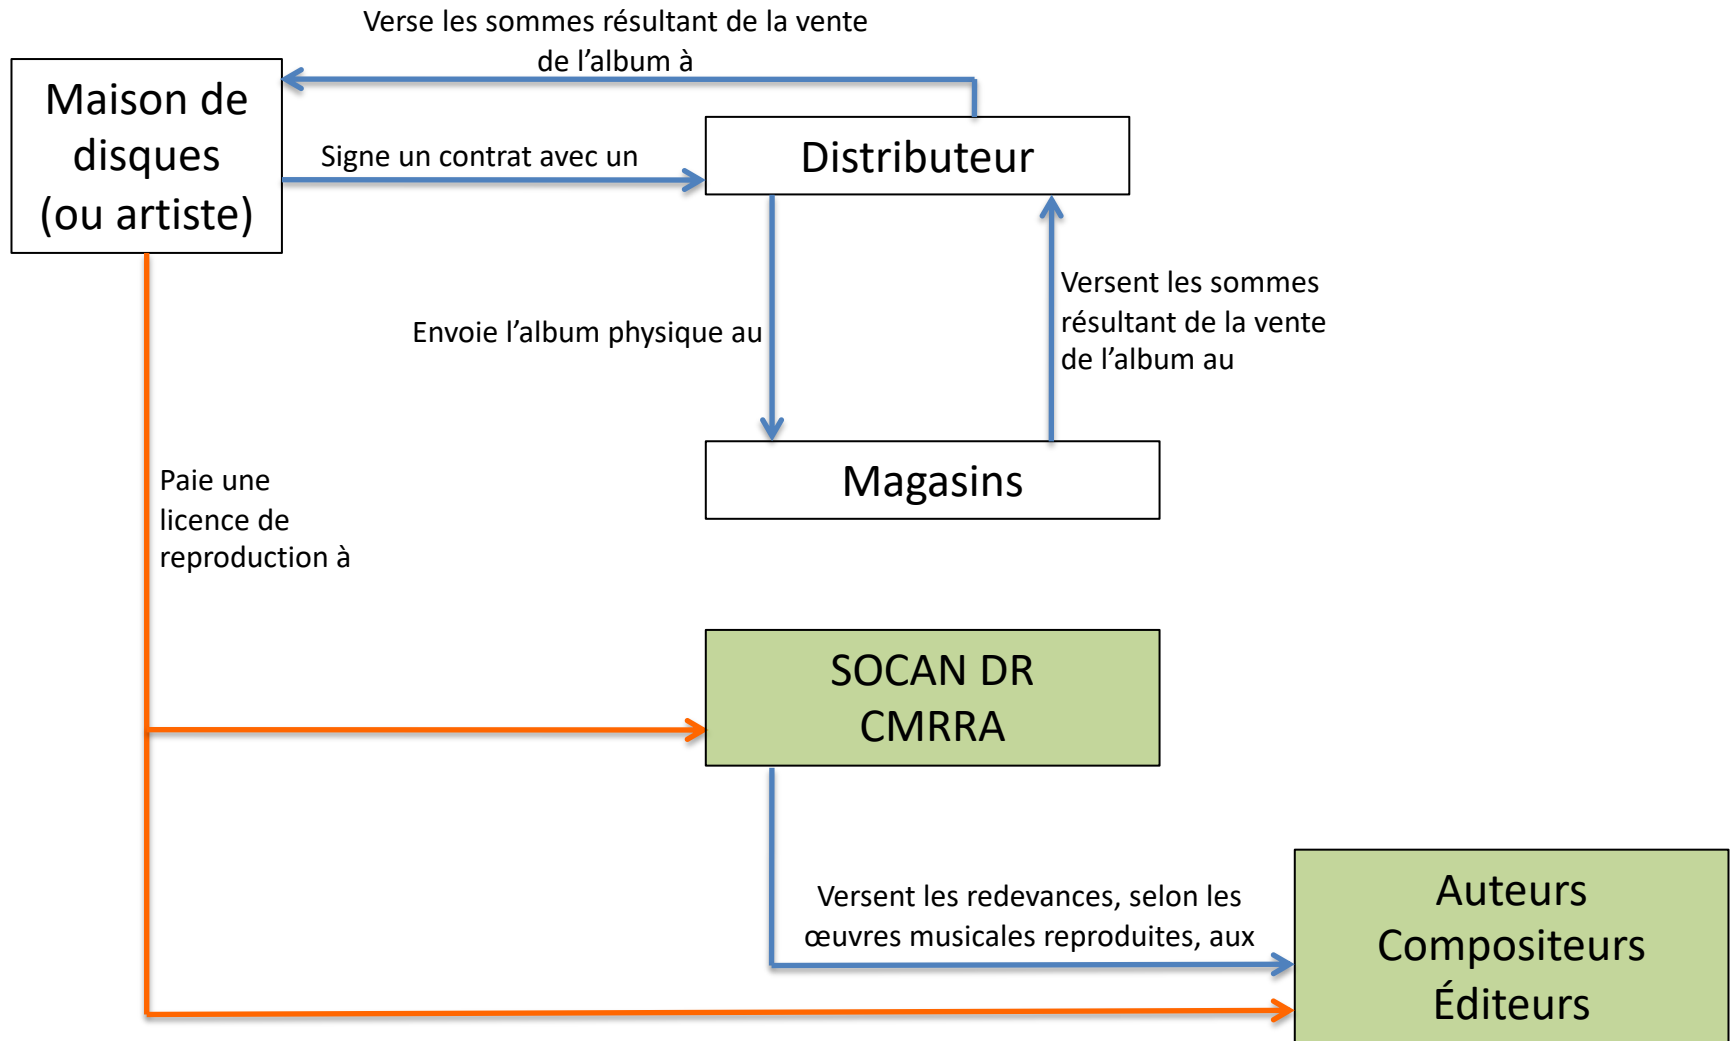 Verse les sommes résultant de la vente
de l’album à
Maison de
disques
(ou artiste)
Signe un contrat avec un
Distributeur
Envoie l’album physique au
Versent les sommes
résultant de la vente
de l’album au
Magasins
Paie une
licence de
reproduction à
SOCAN DR
CMRRA
Versent les redevances, selon les
œuvres musicales reproduites, aux
Auteurs
Compositeurs
Éditeurs